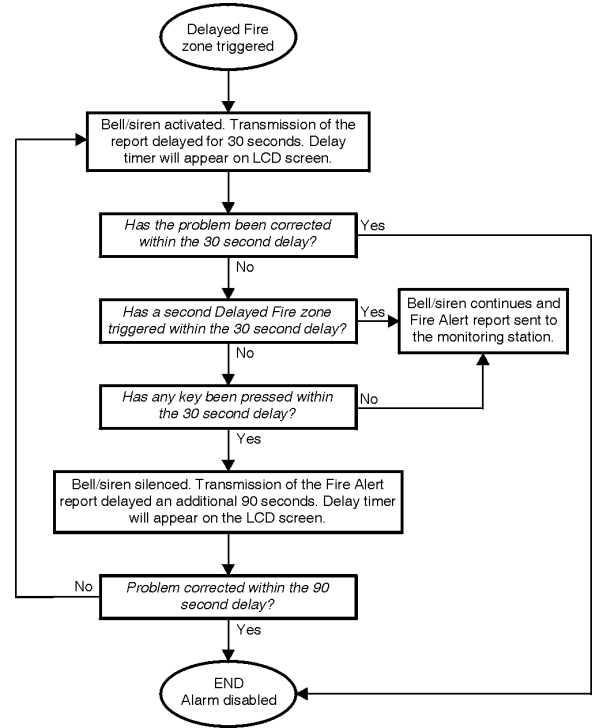 Delayed Fire
zone triggered
Bell/siren activated. Transmission of the
report delayed for 30 seconds. Delay
timer will appear on LCD screen.
Has the problem been corrected
within the 30 second delay?
Yes
No
Has a second Delayed Fire zone
triggered within the 30 second delay?
Yes
Bell/siren continues and
Fire Alert report sent to
the monitoring station.
No
Has any key been pressed within
the 30 second delay?
No
Yes
Bell/siren silenced. Transmission of the Fire Alert
report delayed an additional 90 seconds. Delay timer
will appear on the LCD screen.
No
Problem corrected within the 90
second delay?
Yes
END
Alarm disabled